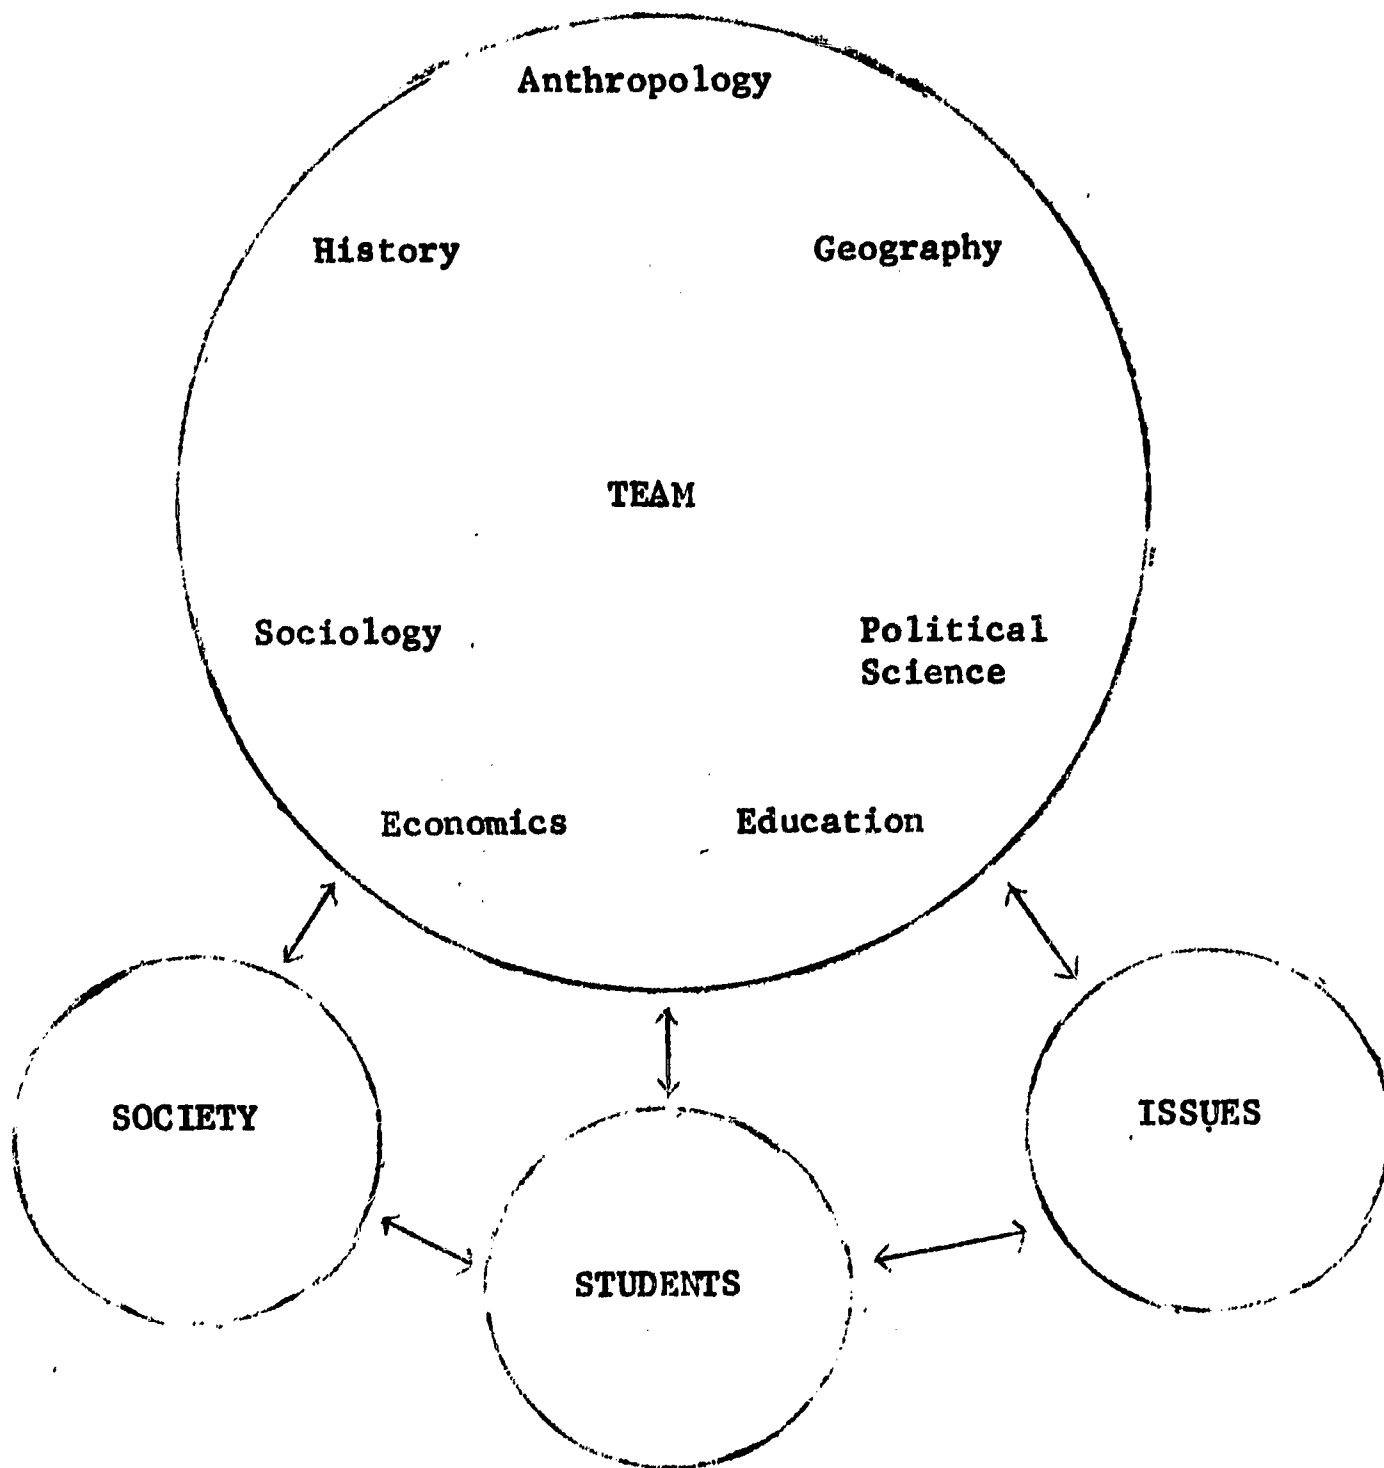 Anthropology
History
Geography
TEAM
Sociology
Political
Science
Economics
Education
SOCIETY
ISSUES
STUDENTS